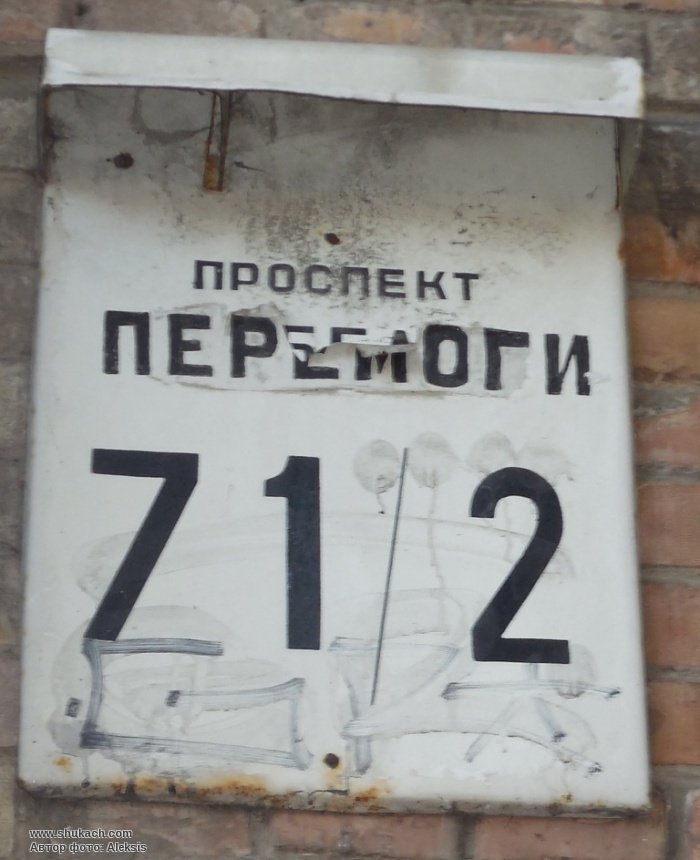 ПРОСПЕКТ
ПЕРЕМОГИ
71/2
www.shukach.com
Автор фото: Aleksis